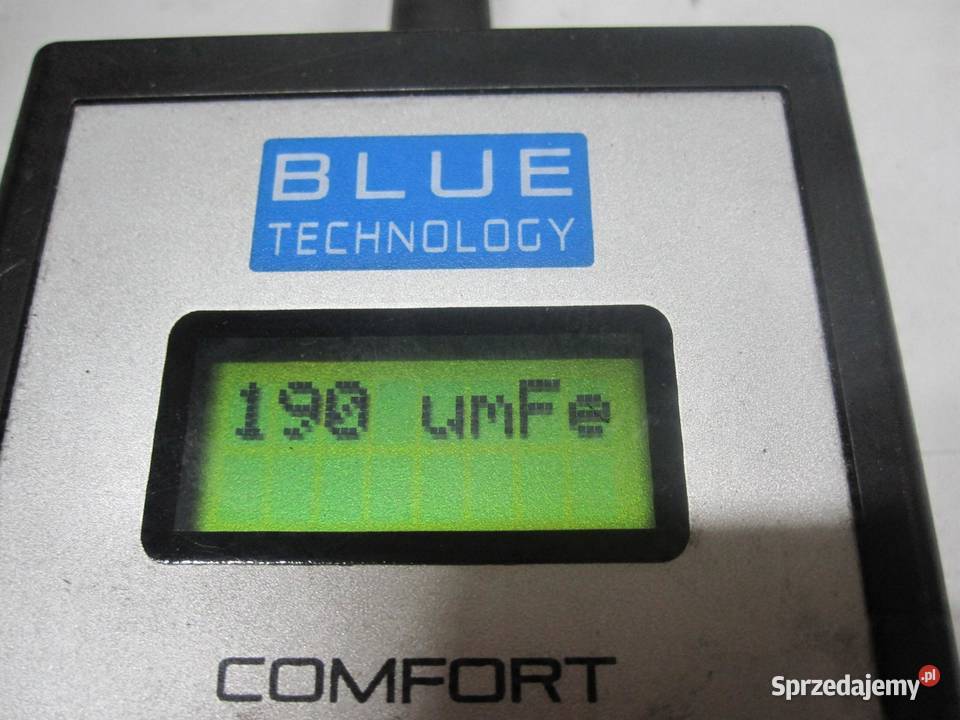 BLUE
TECHNOLOGY
190 umFe
COMFORT
Sprzedajemy.pl